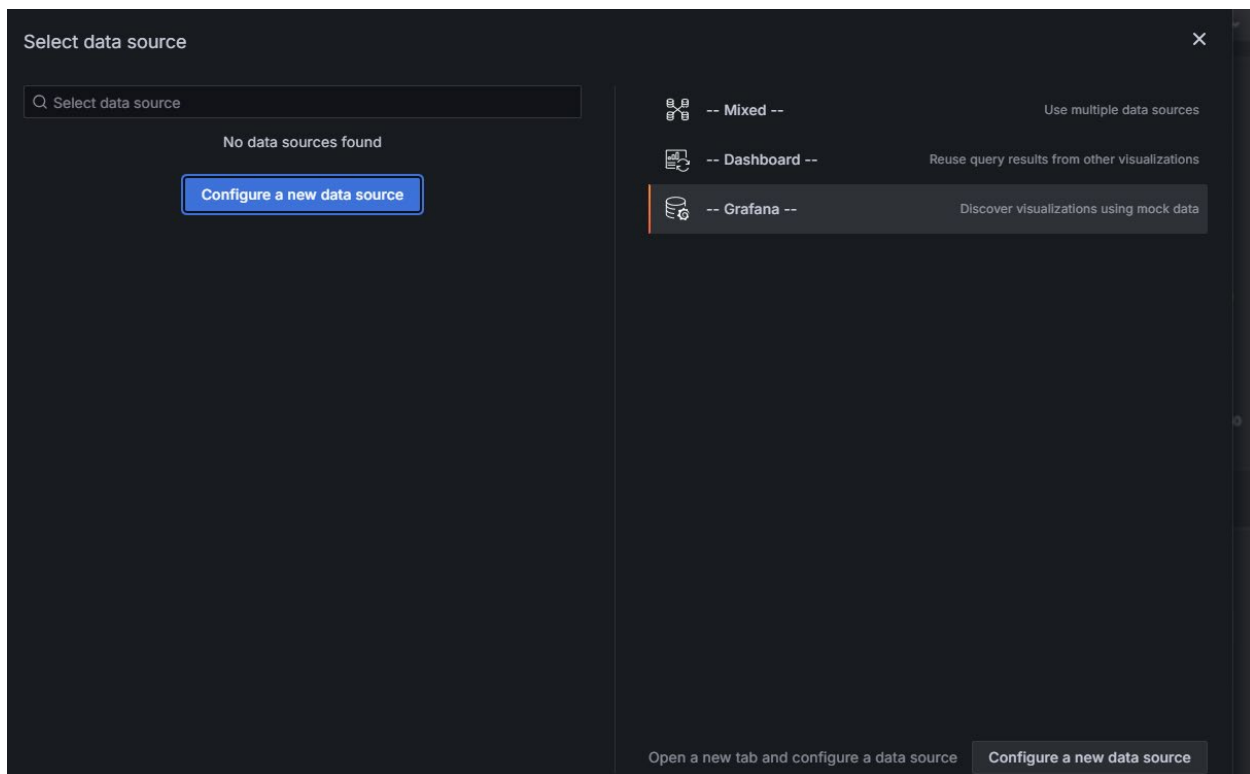 Select data source
Select data source
No data sources found
Configure a new data source
-- Mixed --
Use multiple data sources
-- Dashboard --
Reuse query results from other visualizations
-- Grafana --
Discover visualizations using mock data
Open a new tab and configure a data source
Configure a new data source